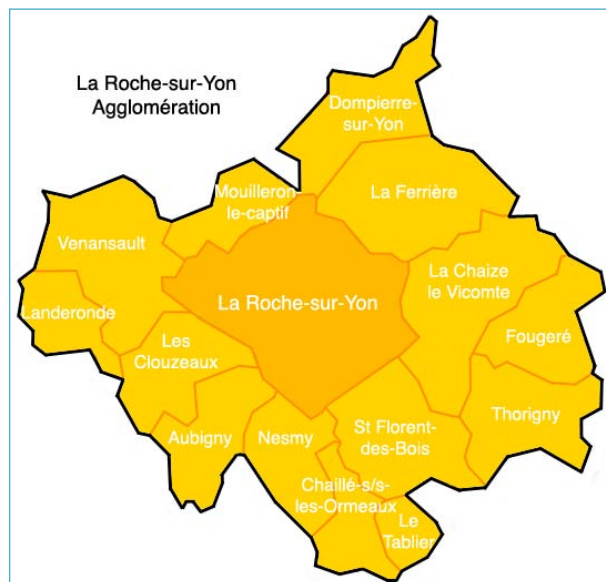 La Roche-sur-Yon
Agglomération
Dompierre-
sur-Yon
Mouilleron-
le-captif
La Ferrière
Venansault
La Chaize
le Vicomte
La Roche-sur-Yon
Landeronde
Fougeré
Les
Clouzeaux
Thorigny
Aubigny
Nesmy
St Florent-
des-Bois
Chaillé-s/s-
les-Ormeaux
Le
Tablier